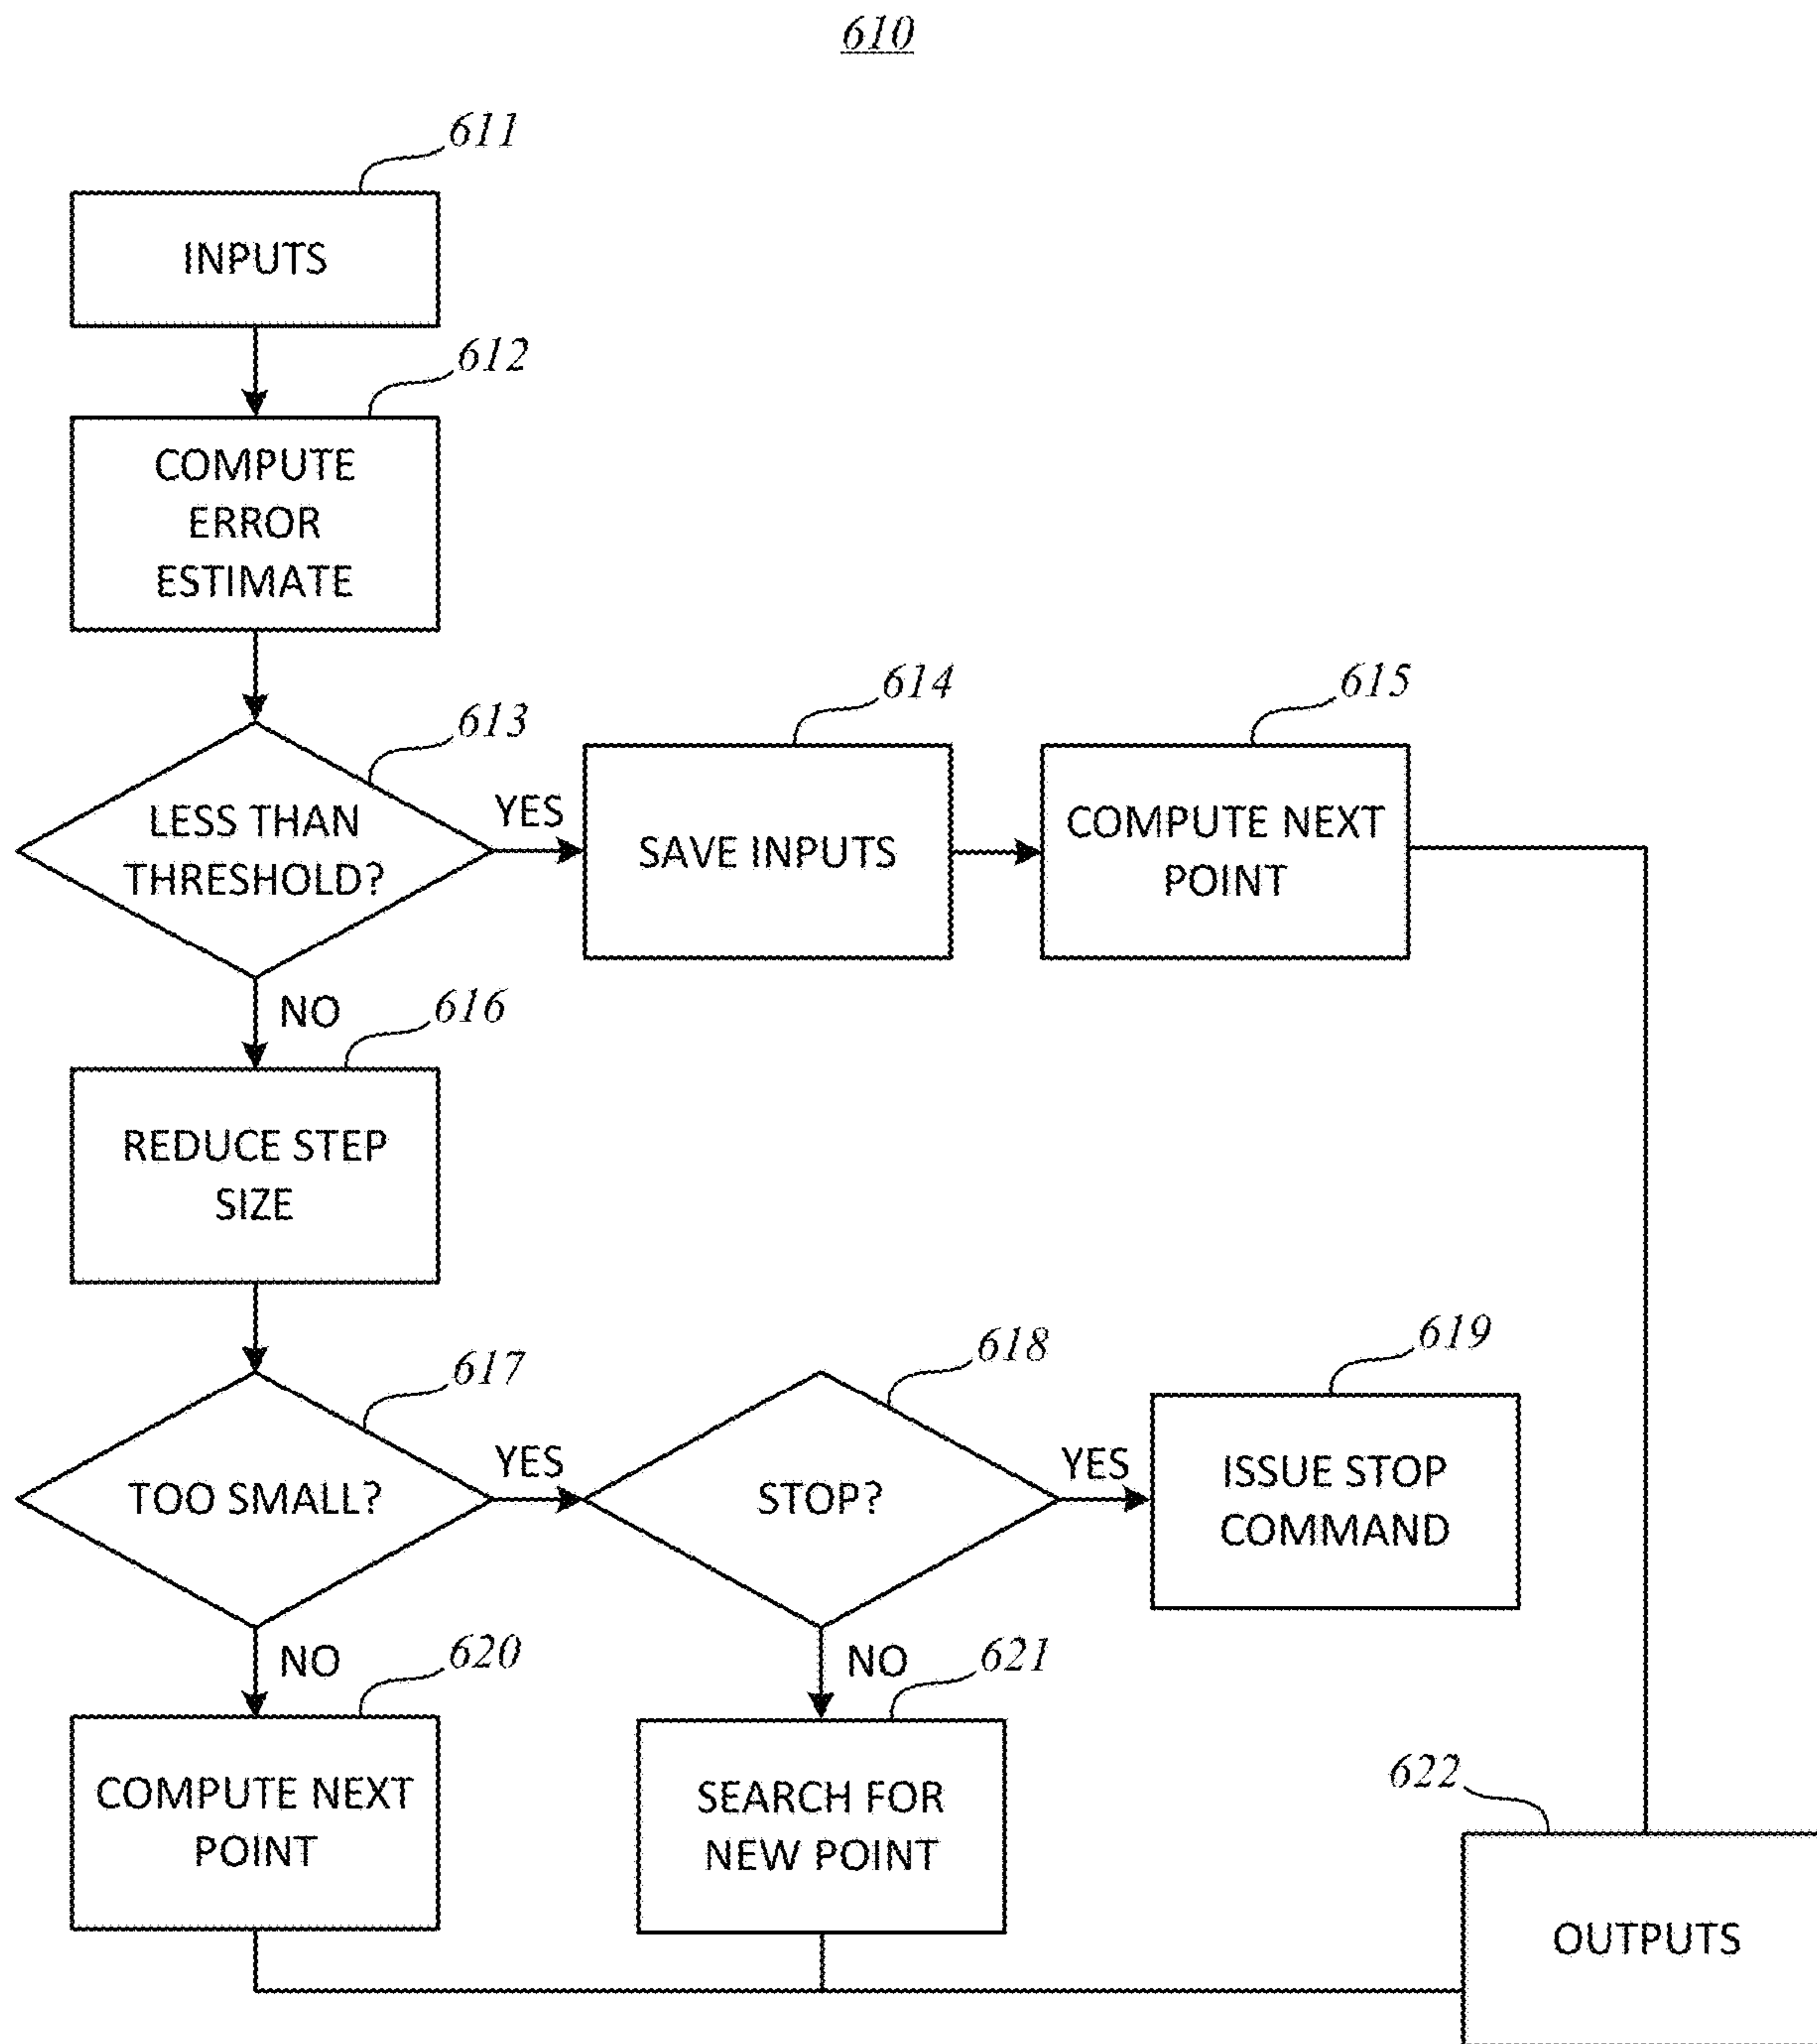 610
611
INPUTS
612
COMPUTE
ERROR
ESTIMATE
613
LESS THAN
THRESHOLD?
YES
614
SAVE INPUTS
615
COMPUTE NEXT
POINT
NO
616
REDUCE STEP
SIZE
617
TOO SMALL?
YES
618
STOP?
YES
619
ISSUE STOP
COMMAND
NO
620
COMPUTE NEXT
POINT
NO
621
SEARCH FOR
NEW POINT
622
OUTPUTS